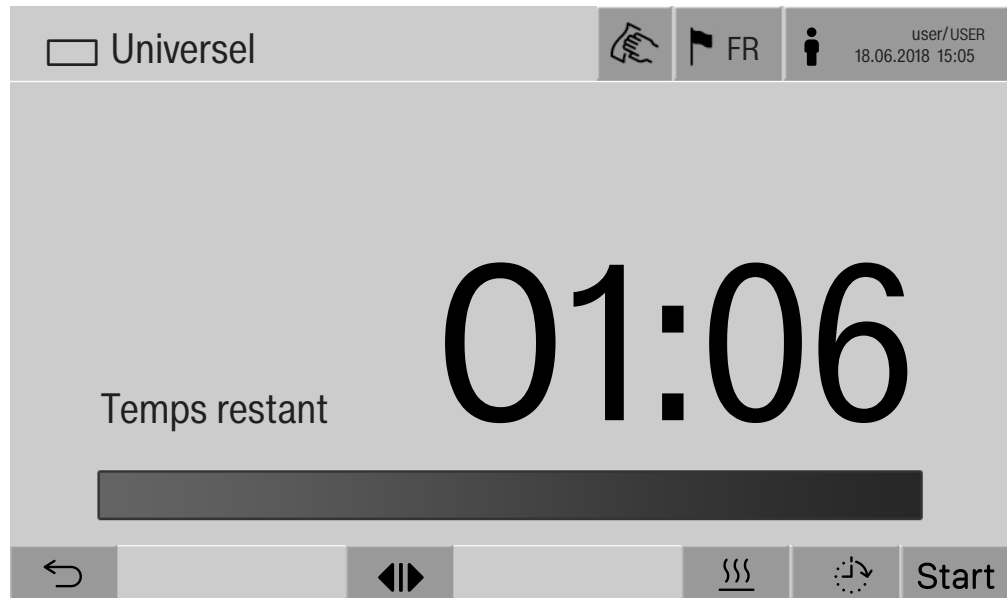 Universel
FR
user/USER
18.06.2018 15:05
01:06
Temps restant
Start